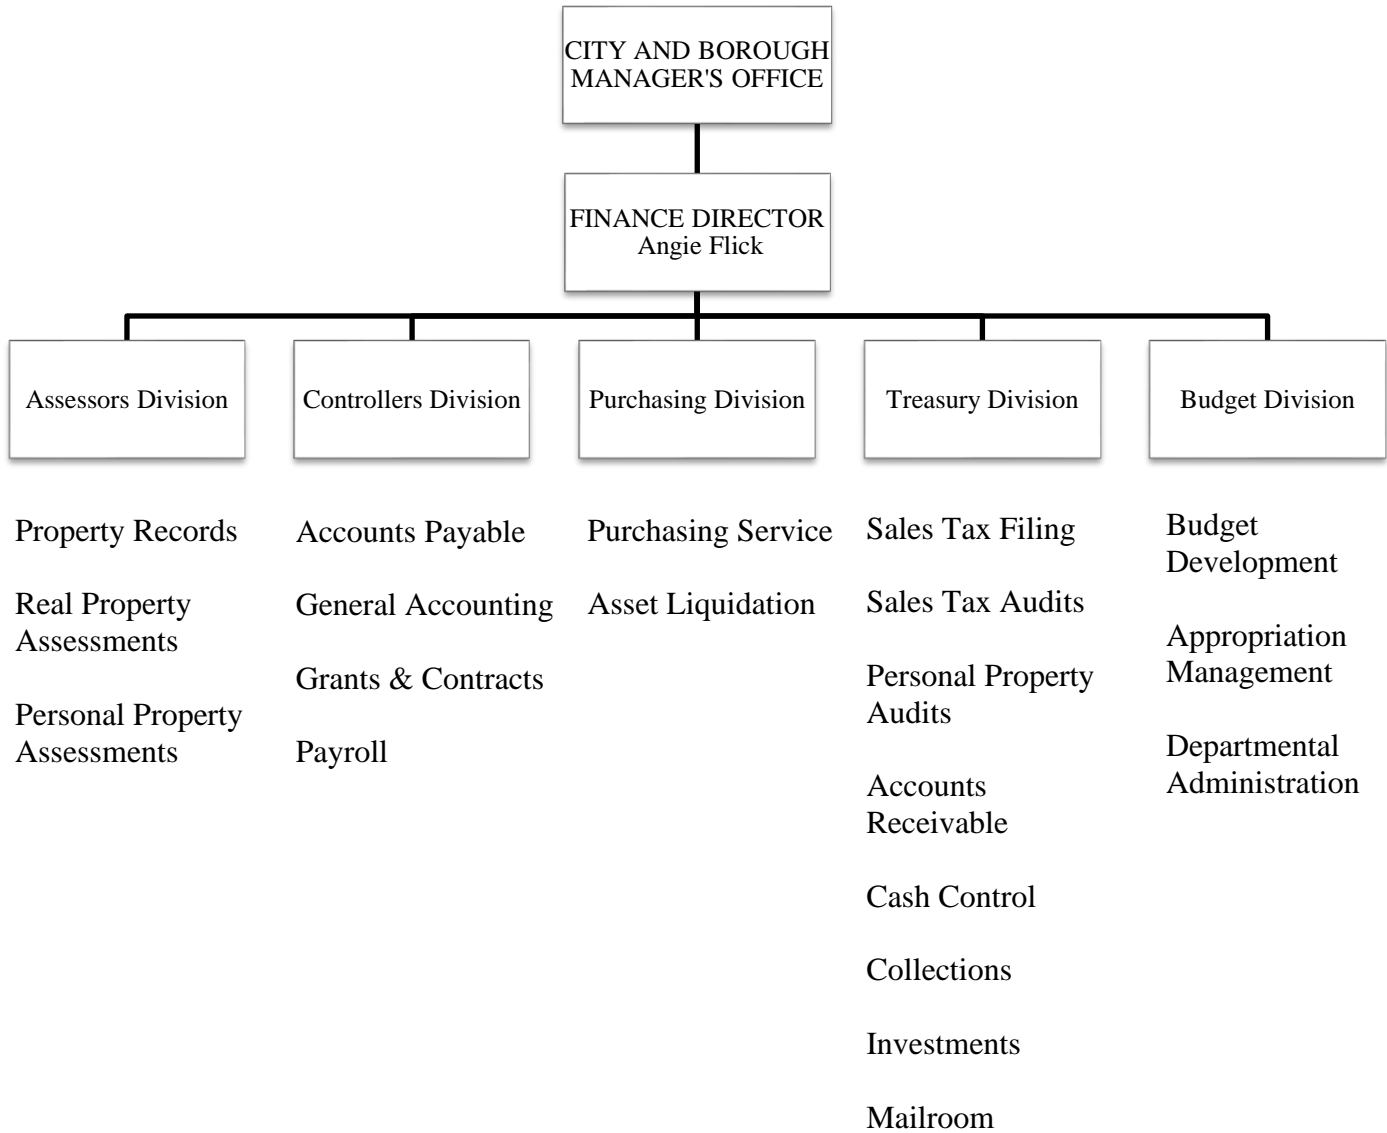 CITY AND BOROUGH
MANAGER'S OFFICE
FINANCE DIRECTOR
Angie Flick
Assessors Division
Controllers Division
Purchasing Division
Treasury Division
Budget Division
Property Records
Real Property
Assessments
Personal Property
Assessments
Accounts Payable
General Accounting
Grants & Contracts
Payroll
Purchasing Service
Asset Liquidation
Sales Tax Filing
Sales Tax Audits
Personal Property
Audits
Accounts
Receivable
Cash Control
Collections
Investments
Mailroom
Budget
Development
Appropriation
Management
Departmental
Administration